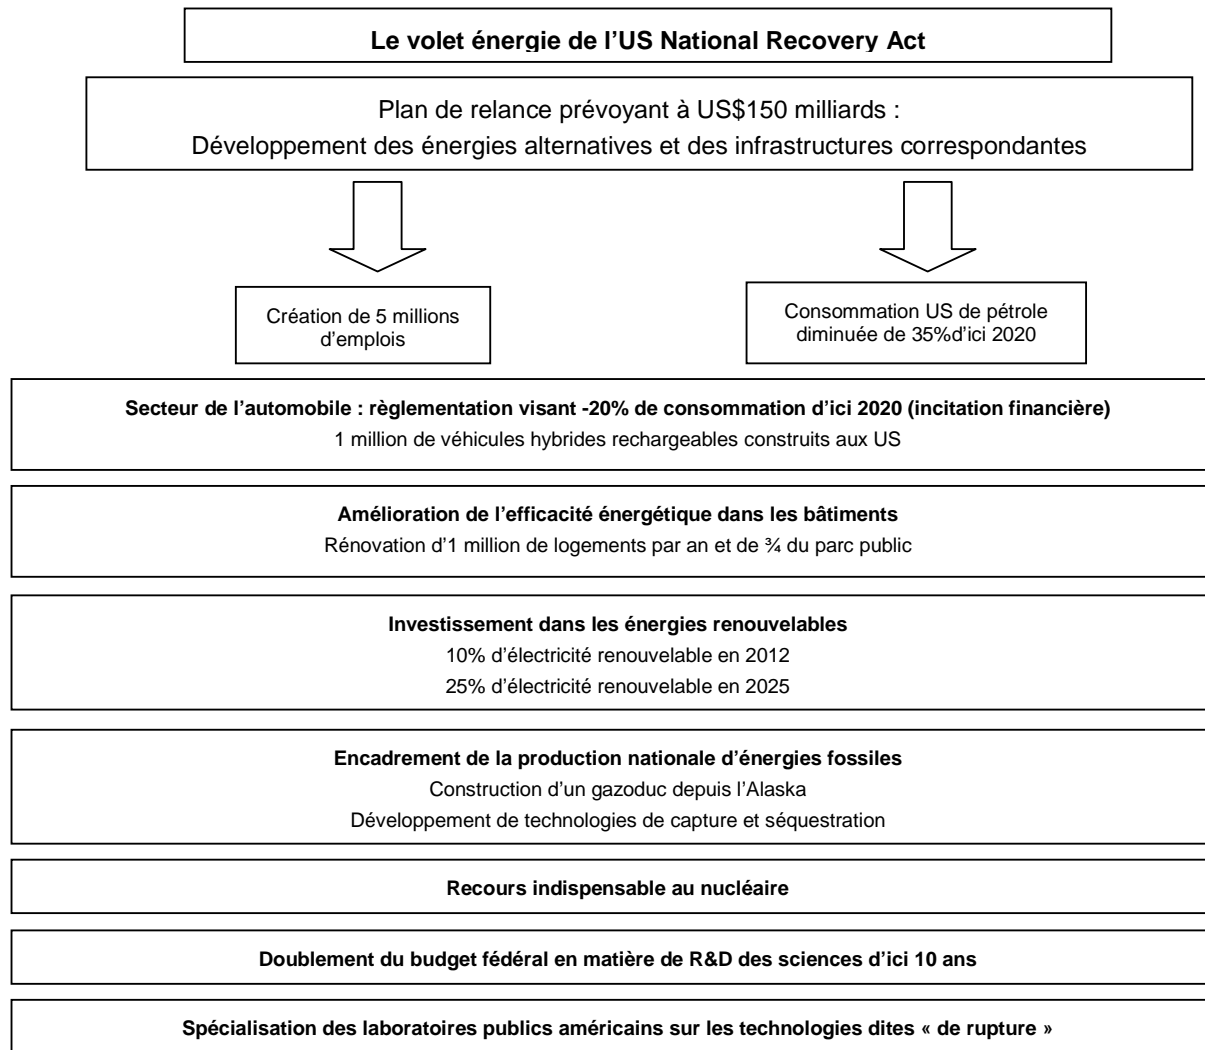 Le volet énergie de l’US National Recovery Act
Plan de relance prévoyant à US$150 milliards :
Développement des énergies alternatives et des infrastructures correspondantes
Création de 5 millions
d’emplois
Consommation US de pétrole
diminuée de 35%d’ici 2020
Secteur de l’automobile : règlementation visant -20% de consommation d’ici 2020 (incitation financière)
1 million de véhicules hybrides rechargeables construits aux US
Amélioration de l’efficacité énergétique dans les bâtiments
Rénovation d’1 million de logements par an et de ¾ du parc public
Investissement dans les énergies renouvelables
10% d’électricité renouvelable en 2012
25% d’électricité renouvelable en 2025
Encadrement de la production nationale d’énergies fossiles
Construction d’un gazoduc depuis l’Alaska
Développement de technologies de capture et séquestration
Recours indispensable au nucléaire
Doublement du budget fédéral en matière de R&D des sciences d’ici 10 ans
Spécialisation des laboratoires publics américains sur les technologies dites « de rupture »